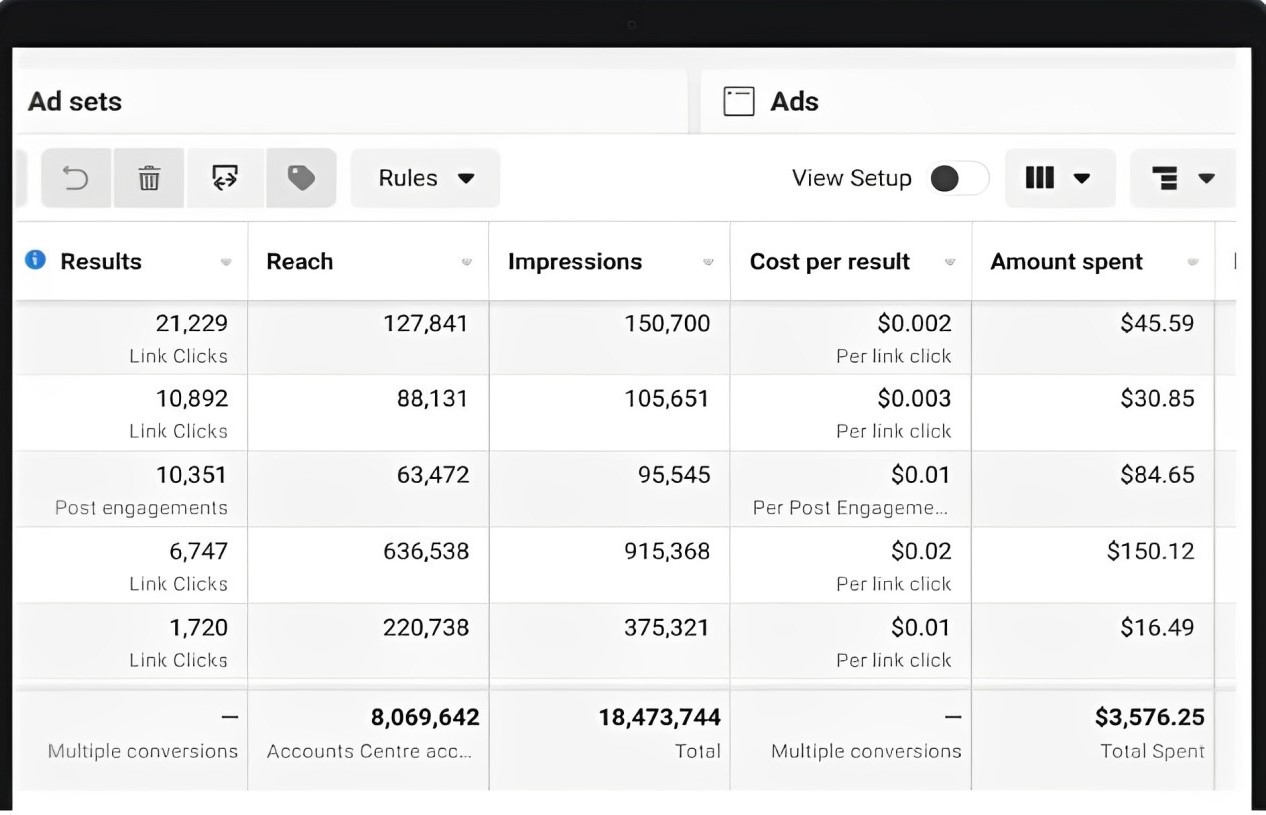 Ad sets
Ads
Rules
View Setup
Results Reach Impressions Cost per result Amount spent
21,229 127,841 150,700 $0.002 $45.59
Link Clicks Per link click
10,892 88,131 105,651 $0.003 $30.85
Link Clicks Per link click
10,351 63,472 95,545 $0.01 $84.65
Post engagements Per Post Engageme...
6,747 636,538 915,368 $0.02 $150.12
Link Clicks Per link click
1,720 220,738 375,321 $0.01 $16.49
Link Clicks Per link click
— 8,069,642 18,473,744 — $3,576.25
Multiple conversions Accounts Centre acc... Total Multiple conversions Total Spent